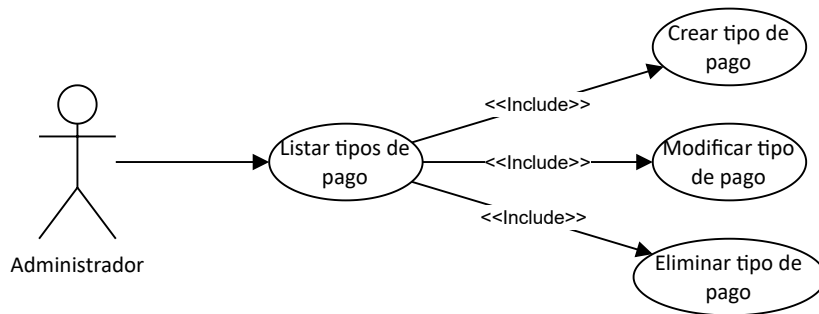 Crear tipo de
pago
<<Include>>
Listar tipos de
pago
<<Include>>
Modificar tipo
de pago
<<Include>>
Administrador
Eliminar tipo de
pago